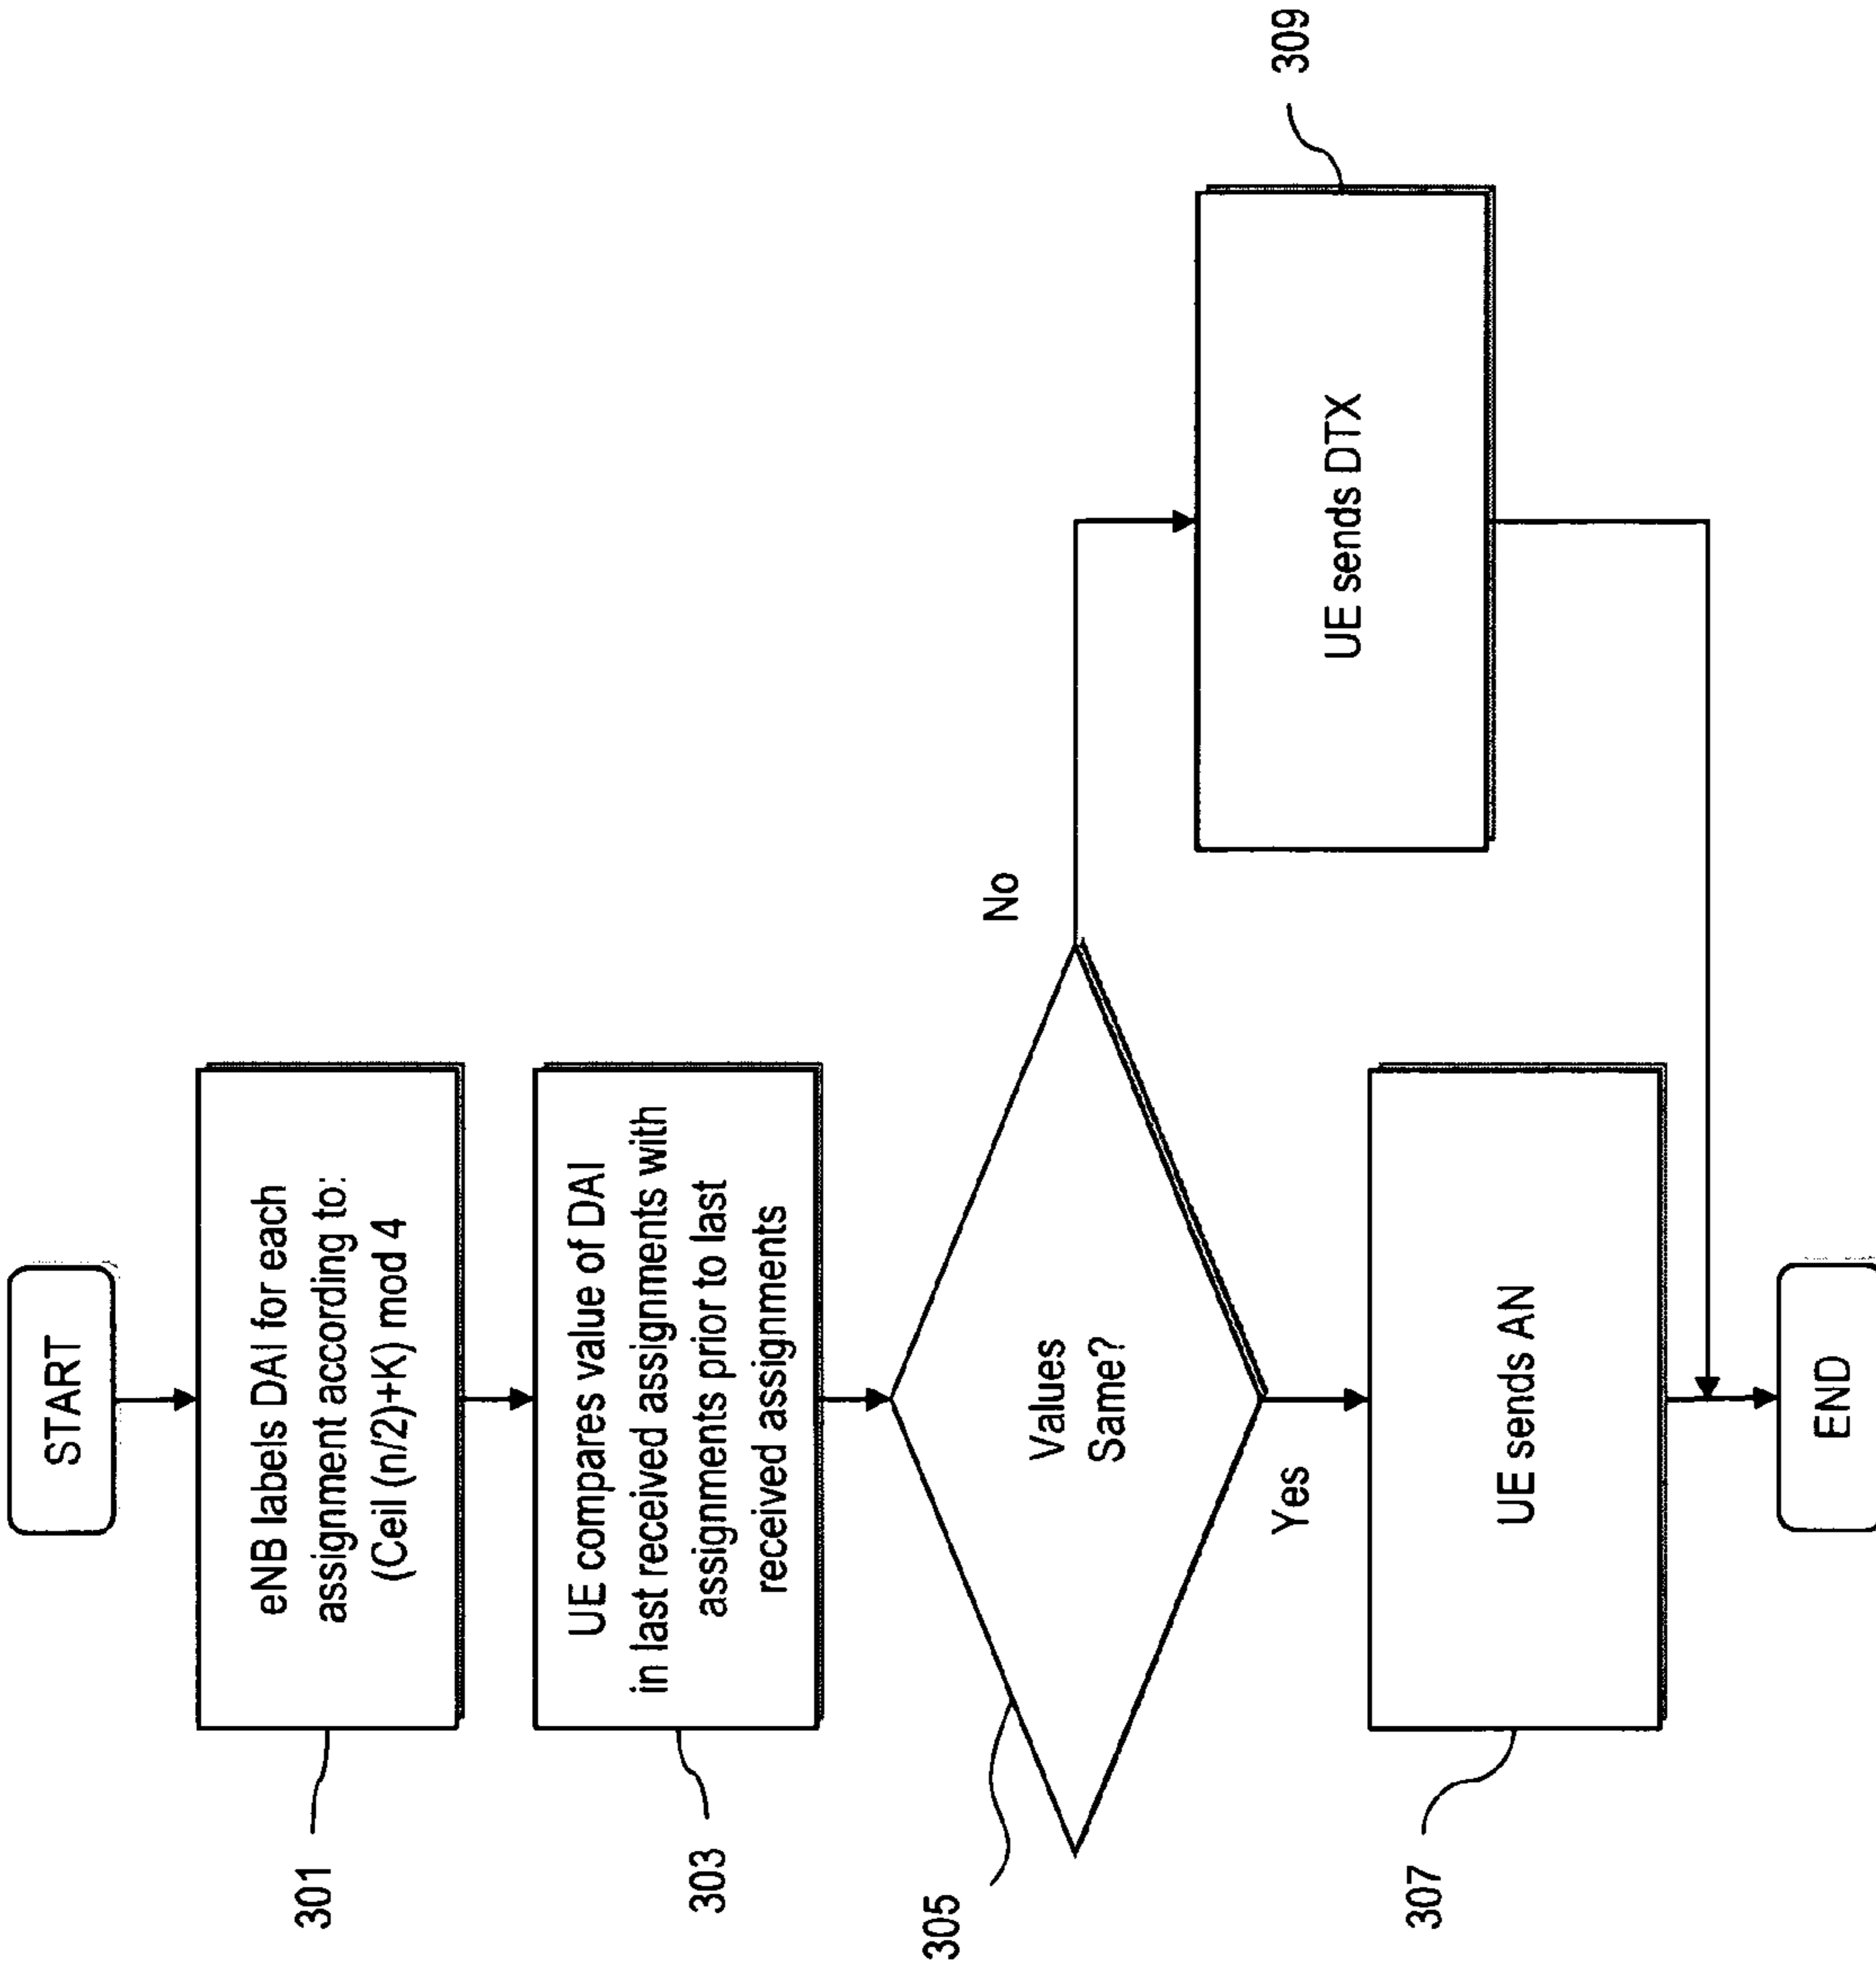 START
eNB labels DAI for each
assignment according to:
(Ceil (n/2)+K) mod 4
301
UE compares value of DAI
in last received assignments with
assignments prior to last
received assignments
303
Values
Same?
305
No
Yes
UE sends AN
307
UE sends DTX
309
END